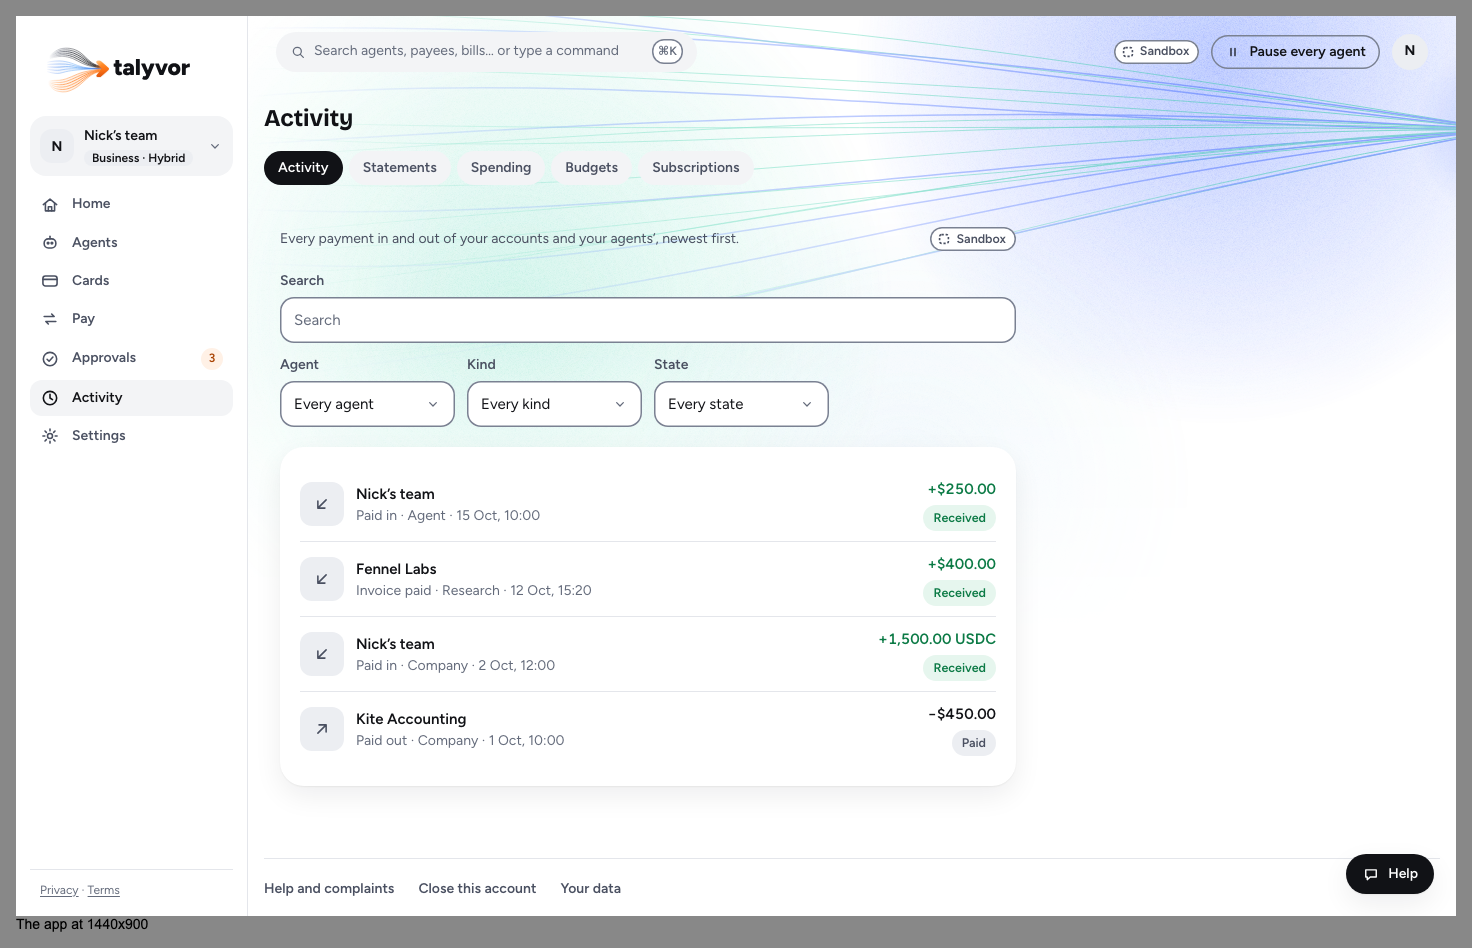 talyvor
Search agents, payees, bills... or type a command
⌘K
Sandbox
Pause every agent
N
N
Nick's team
Business · Hybrid
Home
Agents
Cards
Pay
Approvals
3
Activity
Settings
Privacy · Terms
Activity
Activity
Statements
Spending
Budgets
Subscriptions
Every payment in and out of your accounts and your agents', newest first.
Sandbox
Search
Search
Agent
Kind
State
Every agent
Every kind
Every state
Nick's team
+$250.00
Paid in · Agent · 15 Oct, 10:00
Received
Fennel Labs
+$400.00
Invoice paid · Research · 12 Oct, 15:20
Received
Nick's team
+1,500.00 USDC
Paid in · Company · 2 Oct, 12:00
Received
Kite Accounting
-$450.00
Paid out · Company · 1 Oct, 10:00
Paid
Help and complaints
Close this account
Your data
Help
The app at 1440x900